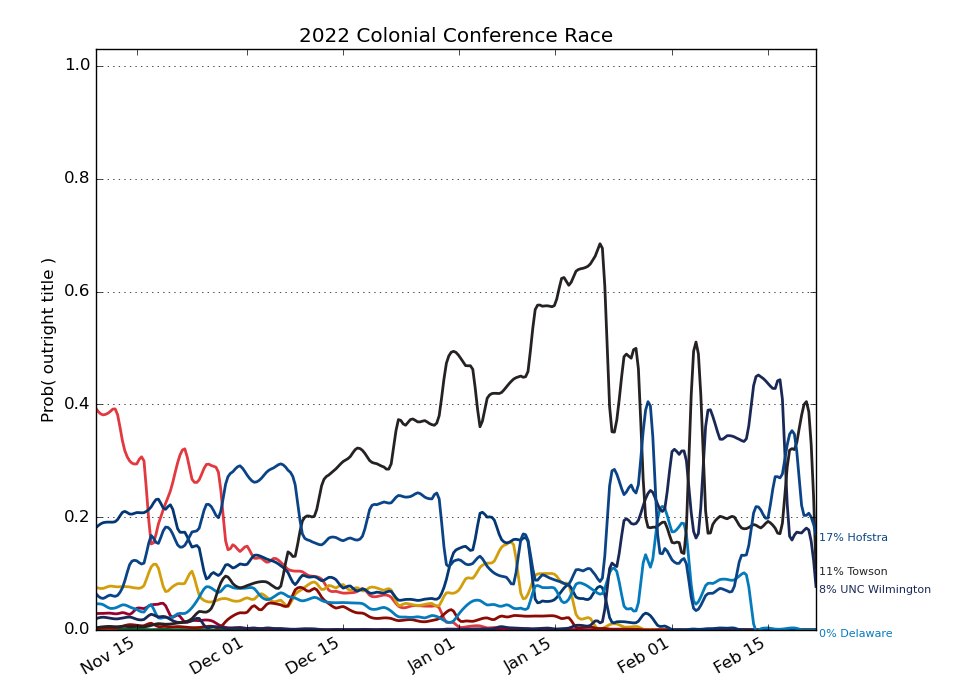 2022 Colonial Conference Race
Prob( outright title )
1.0
0.8
0.6
0.4
0.2
0.0
17% Hofstra
11% Towson
8% UNC Wilmington
0% Delaware
Nov 15
Dec 01
Dec 15
Jan 01
Jan 15
Feb 01
Feb 15